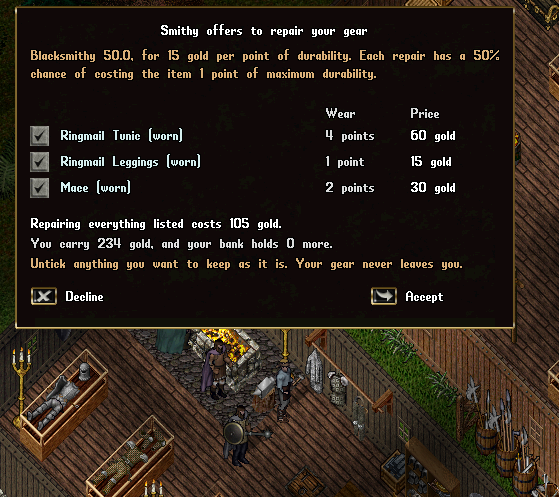 Smithy offers to repair your gear
Blacksmithy 50.0, for 15 gold per point of durability. Each repair has a 50%
chance of costing the item 1 point of maximum durability.
Wear Price
Ringmail Tunic (worn) 4 points 60 gold
Ringmail Leggings (worn) 1 point 15 gold
Mace (worn) 2 points 30 gold
Repairing everything listed costs 105 gold.
You carry 234 gold, and your bank holds 0 more.
Untick anything you want to keep as it is. Your gear never leaves you.
Decline Accept